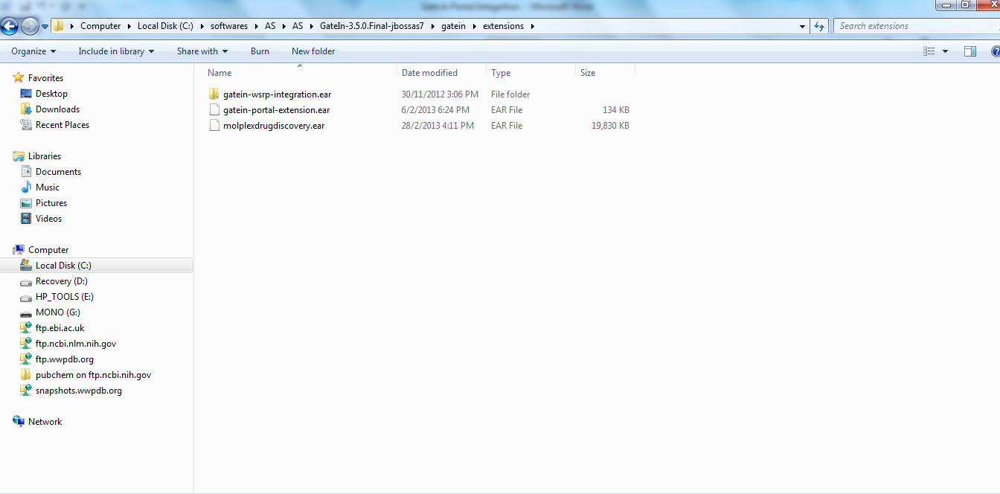 Gate In Portal Integartion - Microsoft Word
Computer Local Disk (C:) softwares AS AS GateIn-3.5.0.Final-jbossas7 gatein extensions Search extensions
Organize Include in library Share with Burn New folder
Name Date modified Type Size
gatein-wsrp-integration.ear 30/11/2012 3:06 PM File folder
gatein-portal-extension.ear 6/2/2013 6:24 PM EAR File 134 KB
molplexdrugdiscovery.ear 28/2/2013 4:11 PM EAR File 19,830 KB
Favorites
Desktop
Downloads
Recent Places
Libraries
Documents
Music
Pictures
Videos
Computer
Local Disk (C:)
Recovery (D:)
HP_TOOLS (E:)
MONO (G:)
ftp.ebi.ac.uk
ftp.ncbi.nlm.nih.gov
ftp.wwpdb.org
pubchem on ftp.ncbi.nih.gov
snapshots.wwpdb.org
Network